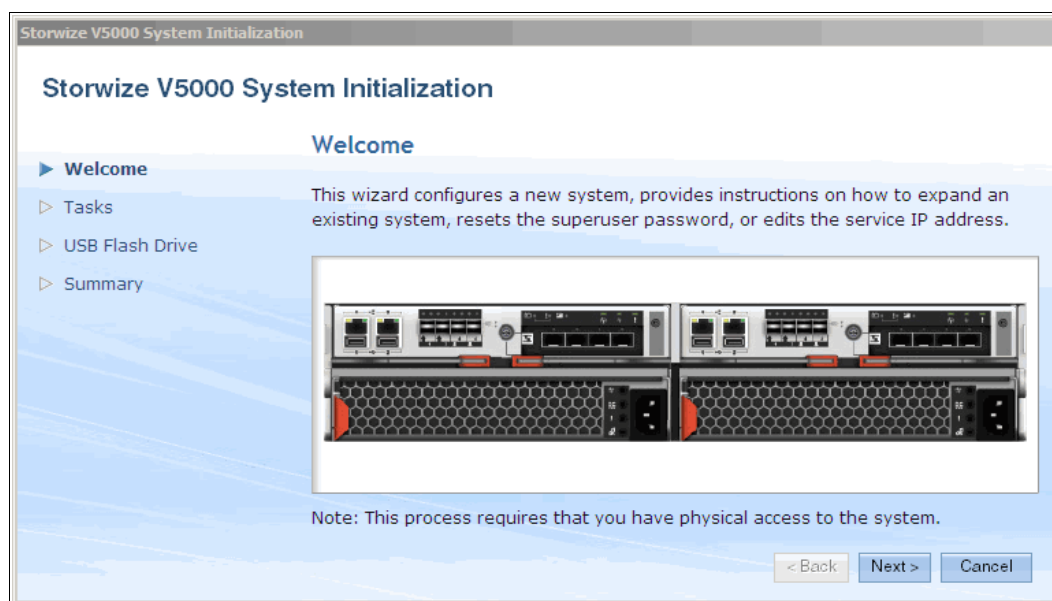 Storwize V5000 System Initialization
Storwize V5000 System Initialization
Welcome
Tasks
USB Flash Drive
Summary
Welcome
This wizard configures a new system, provides instructions on how to expand an
existing system, resets the superuser password, or edits the service IP address.
Note: This process requires that you have physical access to the system.
< Back
Next >
Cancel